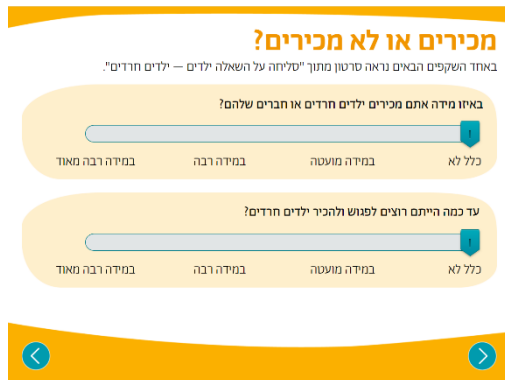 מכירים או לא מכירים?
באחד השקפים הבאים נראה סרטון מתוך "סליחה על השאלה ילדים — ילדים חרדים".
באיזו מידה אתם מכירים ילדים חרדים או חברים שלהם?
כלל לא במידה מועטה במידה רבה במידה רבה מאוד
עד כמה הייתם רוצים לפגוש ולהכיר ילדים חרדים?
כלל לא במידה מועטה במידה רבה במידה רבה מאוד